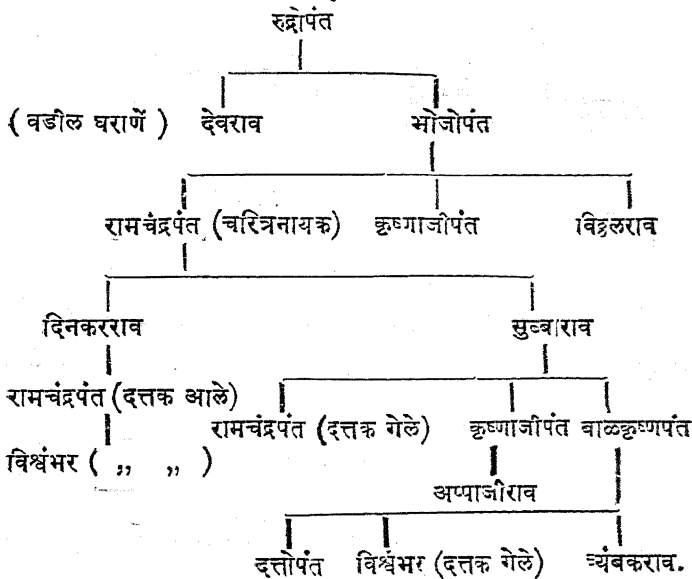 रुद्रोपंत
( वडील घराणें ) देवराव भोजोपंत
रामचंद्रपंत (चरित्रनायक) कृष्णाजीपंत विठ्ठलराव
दिनकरराव सुब्बाराव
रामचंद्रपंत (दत्तक आले)
रामचंद्रपंत (दत्तक गेले) कृष्णाजीपंत बाळकृष्णपंत
विश्वंभर ( ,, ,, )
अप्पाजीराव
दत्तोपंत विश्वंभर (दत्तक गेले) त्र्यंबकराव.